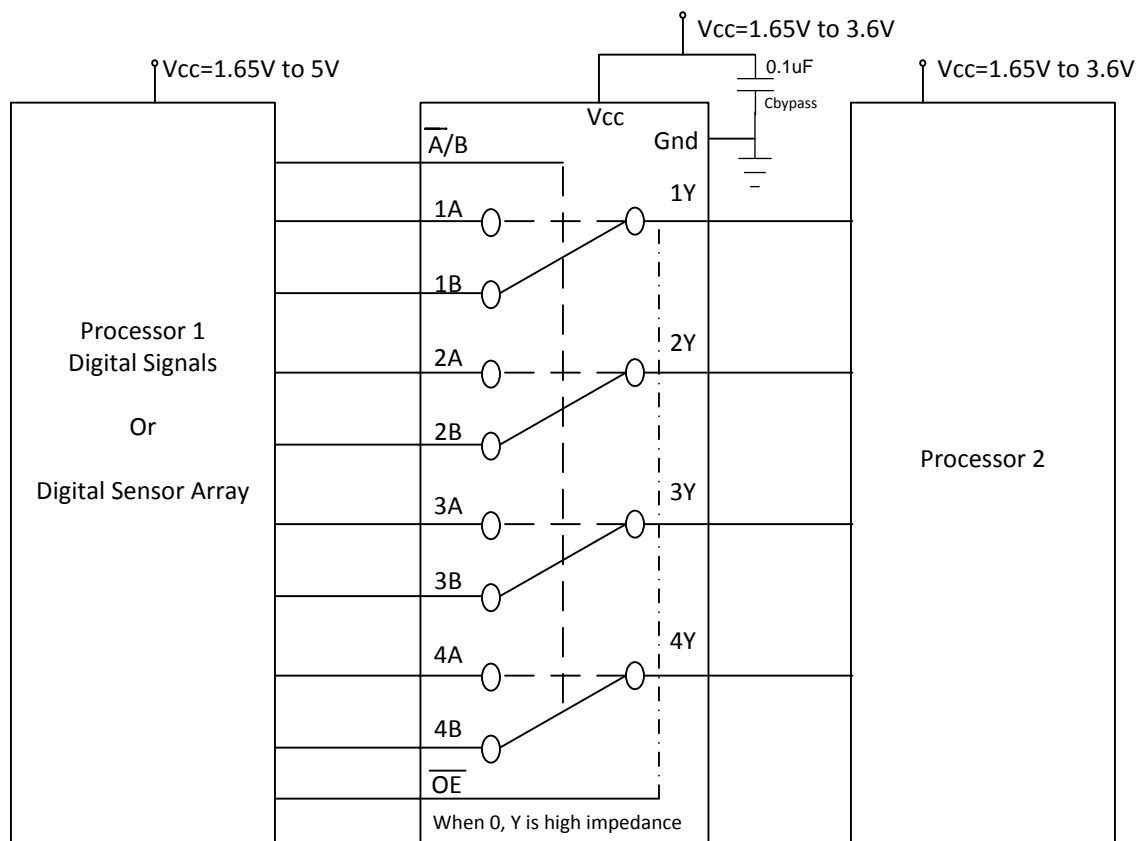 Vcc=1.65V to 3.6V
Vcc=1.65V to 5V
0.1uF
Cbypass
Vcc=1.65V to 3.6V
Vcc
Gnd
A̅/B
1A
1Y
1B
Processor 1
Digital Signals
Or
Digital Sensor Array
2A
2Y
2B
Processor 2
3A
3Y
3B
4A
4Y
4B
O̅E̅
When 0, Y is high impedance